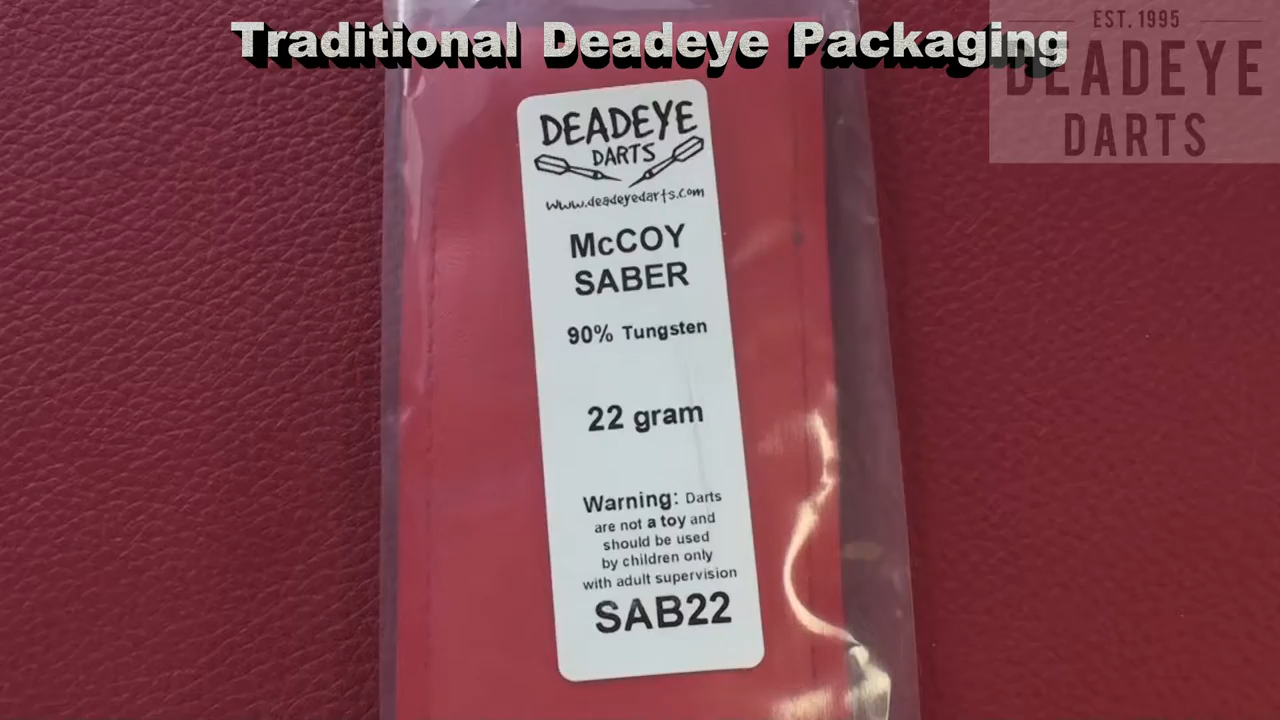 Traditional Deadeye Packaging
EST. 1995
DEADEYE
DARTS
DEADEYE
DARTS
www.deadeyedarts.com
McCOY
SABER
90% Tungsten
22 gram
Warning: Darts
are not a toy and
should be used
by children only
with adult supervision
SAB22